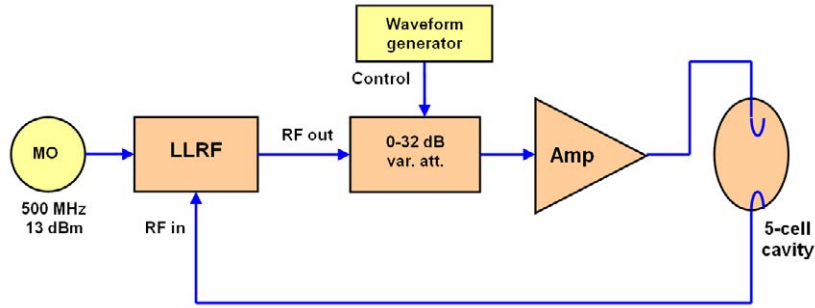 Waveform
generator
Control
MO
LLRF
RF out
0-32 dB
var. att.
Amp
500 MHz
13 dBm
RF in
5-cell
cavity